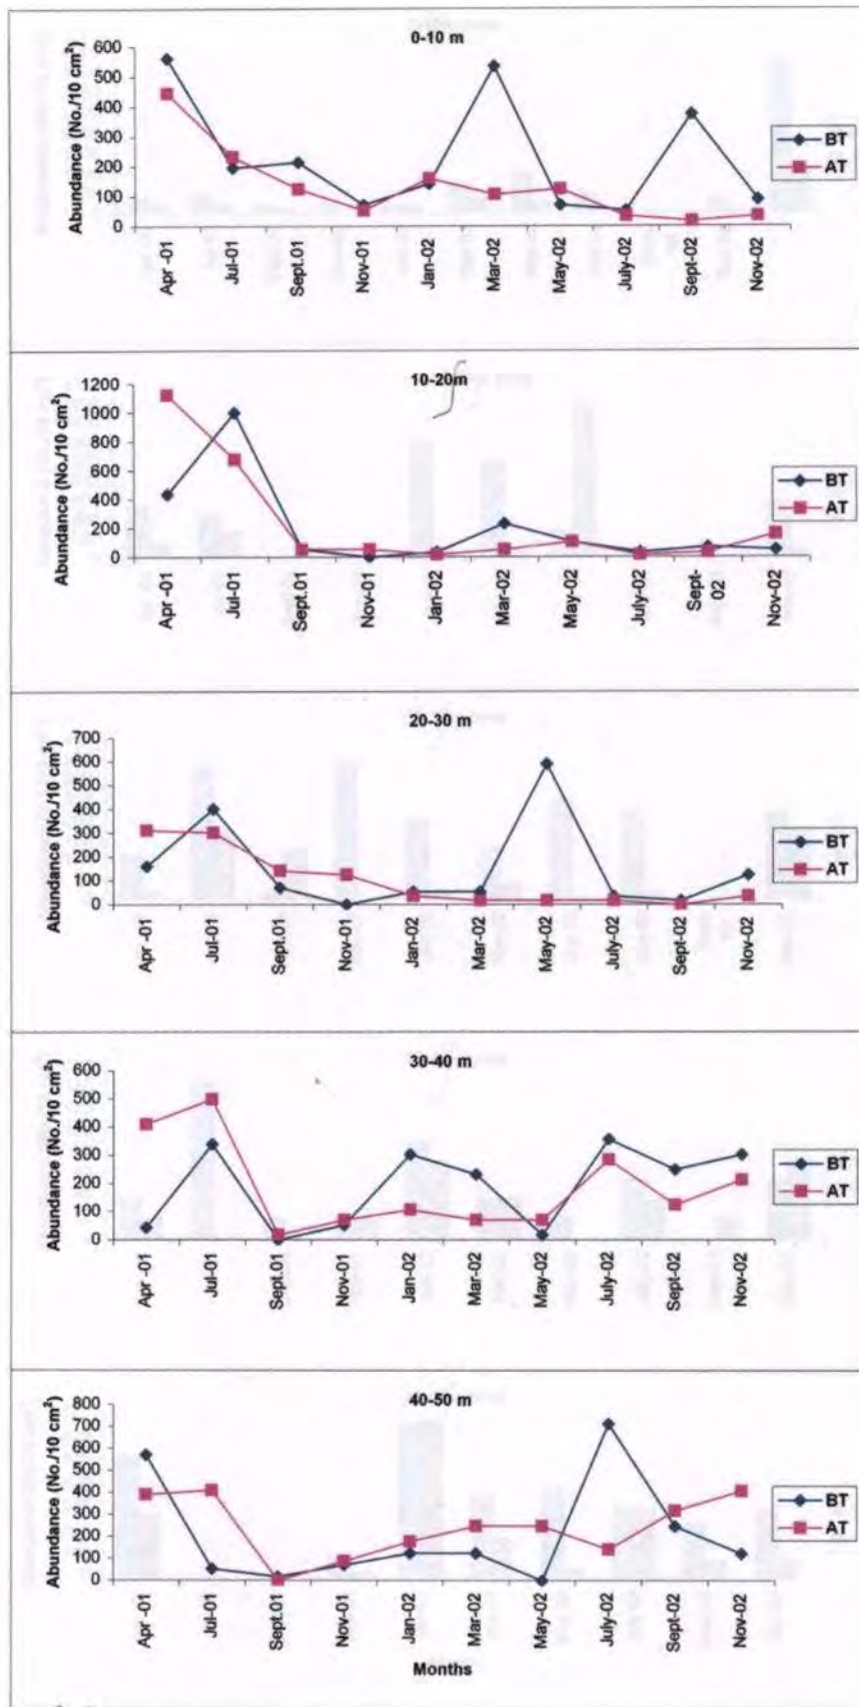 0-10 m
Abundance (No./10 cm²)
600
500
400
300
200
100
0
Apr -01
Jul-01
Sept.01
Nov-01
Jan-02
Mar-02
May-02
July-02
Sept-02
Nov-02
BT
AT
10-20m
Abundance (No./10 cm²)
1200
1000
800
600
400
200
0
Apr -01
Jul-01
Sept.01
Nov-01
Jan-02
Mar-02
May-02
July-02
Sept-
02
Nov-02
BT
AT
20-30 m
Abundance (No./10 cm²)
700
600
500
400
300
200
100
0
Apr -01
Jul-01
Sept.01
Nov-01
Jan-02
Mar-02
May-02
July-02
Sept-02
Nov-02
BT
AT
30-40 m
Abundance (No./10 cm²)
600
500
400
300
200
100
0
Apr -01
Jul-01
Sept.01
Nov-01
Jan-02
Mar-02
May-02
July-02
Sept-02
Nov-02
BT
AT
40-50 m
Abundance (No./10 cm²)
800
700
600
500
400
300
200
100
0
Apr -01
Jul-01
Sept.01
Nov-01
Jan-02
Mar-02
May-02
July-02
Sept-02
Nov-02
Months
BT
AT